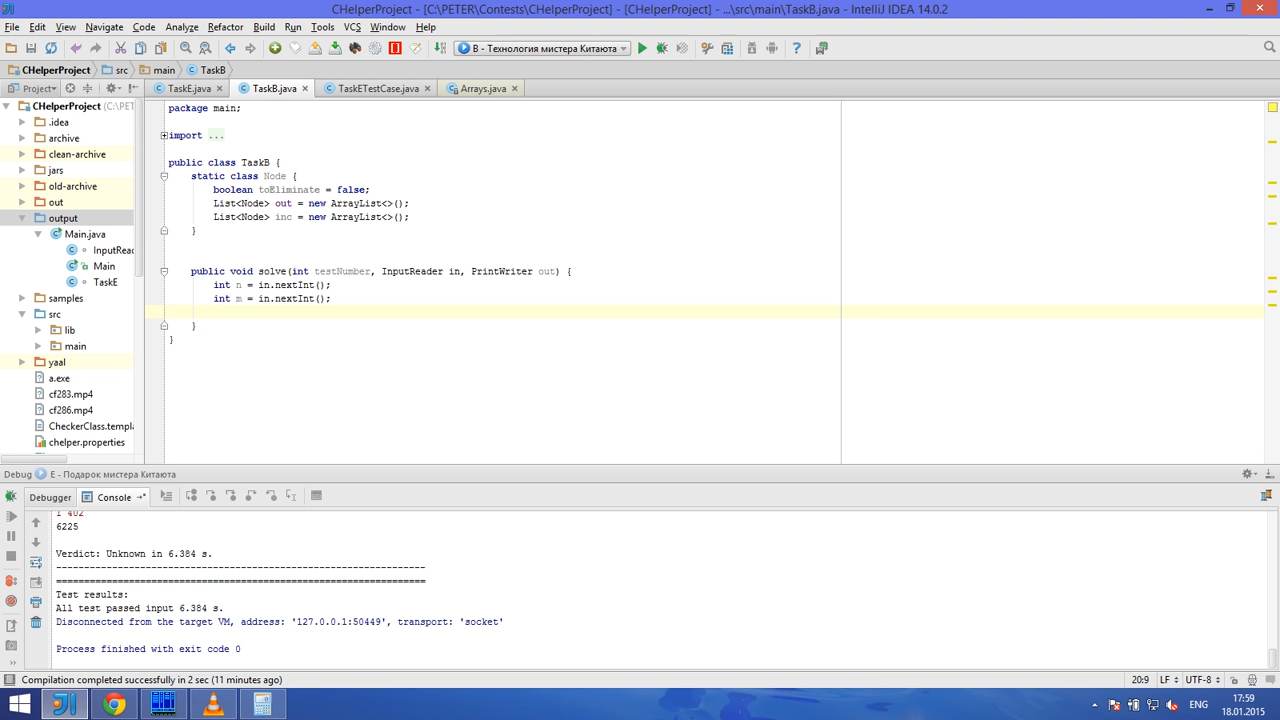 CHelperProject - [C:\PETER\Contests\CHelperProject] - [CHelperProject] - ...\src\main\TaskB.java - IntelliJ IDEA 14.0.2
File Edit View Navigate Code Analyze Refactor Build Run Tools VCS Window Help
B - Технология мистера Китаюта
CHelperProject src main TaskB
Project TaskE.java TaskB.java TaskETestCase.java Arrays.java
CHelperProject (C:\PET
.idea
archive
clean-archive
jars
old-archive
out
output
Main.java
InputRead
Main
TaskE
samples
src
lib
main
yaal
a.exe
cf283.mp4
cf286.mp4
CheckerClass.templa
chelper.properties
package main;
import ...
public class TaskB {
static class Node {
boolean toEliminate = false;
List<Node> out = new ArrayList<>();
List<Node> inc = new ArrayList<>();
}
public void solve(int testNumber, InputReader in, PrintWriter out) {
int n = in.nextInt();
int m = in.nextInt();
}
}
Debug E - Подарок мистера Китаюта
Debugger Console
1 402
6225
Verdict: Unknown in 6.384 s.
------------------------------------------------------------------
==================================================================
Test results:
All test passed input 6.384 s.
Disconnected from the target VM, address: '127.0.0.1:50449', transport: 'socket'
Process finished with exit code 0
Compilation completed successfully in 2 sec (11 minutes ago) 20:9 LF UTF-8
ENG 17:59
18.01.2015